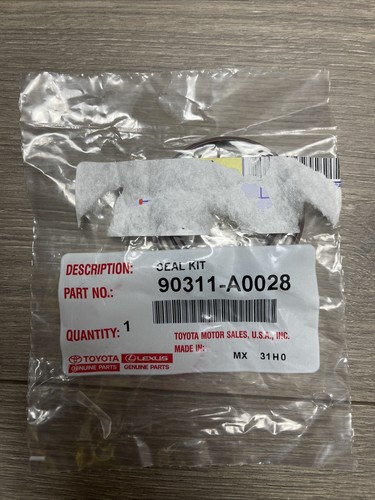 L
DESCRIPTION: SEAL KIT
PART NO.: 90311-A0028
QUANTITY: 1
TOYOTA MOTOR SALES, U.S.A., INC.
MADE IN:
MX 31H0
TOYOTA LEXUS
GENUINE PARTS GENUINE PARTS